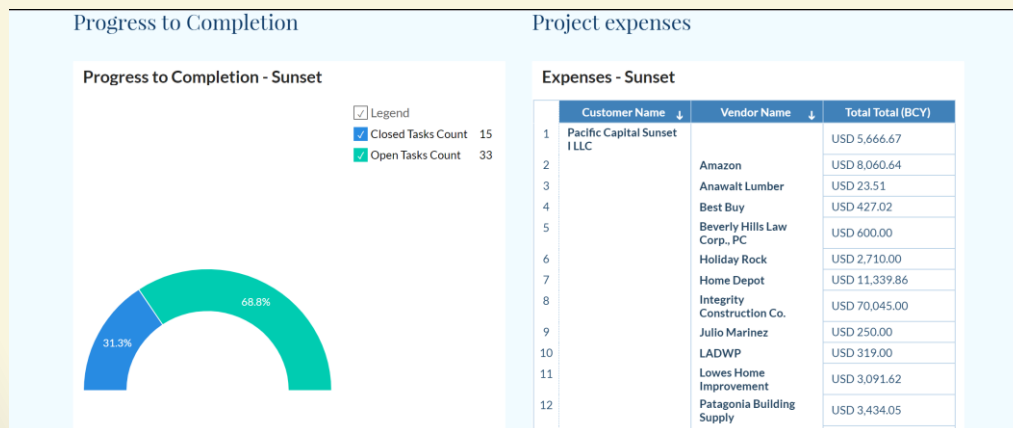 Progress to Completion
Project expenses
Progress to Completion - Sunset
Legend
Closed Tasks Count 15
Open Tasks Count 33
68.8%
31.3%
Expenses - Sunset
Customer Name ↓ Vendor Name ↓ Total Total (BCY)
1 Pacific Capital Sunset USD 5,666.67
I LLC
2 Amazon USD 8,060.64
3 Anawalt Lumber USD 23.51
4 Best Buy USD 427.02
5 Beverly Hills Law USD 600.00
Corp., PC
6 Holiday Rock USD 2,710.00
7 Home Depot USD 11,339.86
8 Integrity USD 70,045.00
Construction Co.
9 Julio Marinez USD 250.00
10 LADWP USD 319.00
11 Lowes Home USD 3,091.62
Improvement
12 Patagonia Building USD 3,434.05
Supply